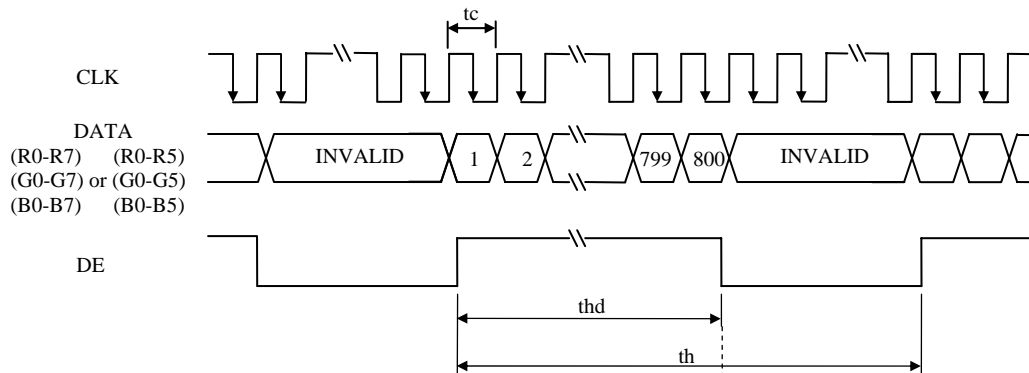 tc
CLK
DATA
(R0-R7) (R0-R5)
(G0-G7) or (G0-G5)
(B0-B7) (B0-B5)
INVALID 1 2 799 800 INVALID
DE
thd
th